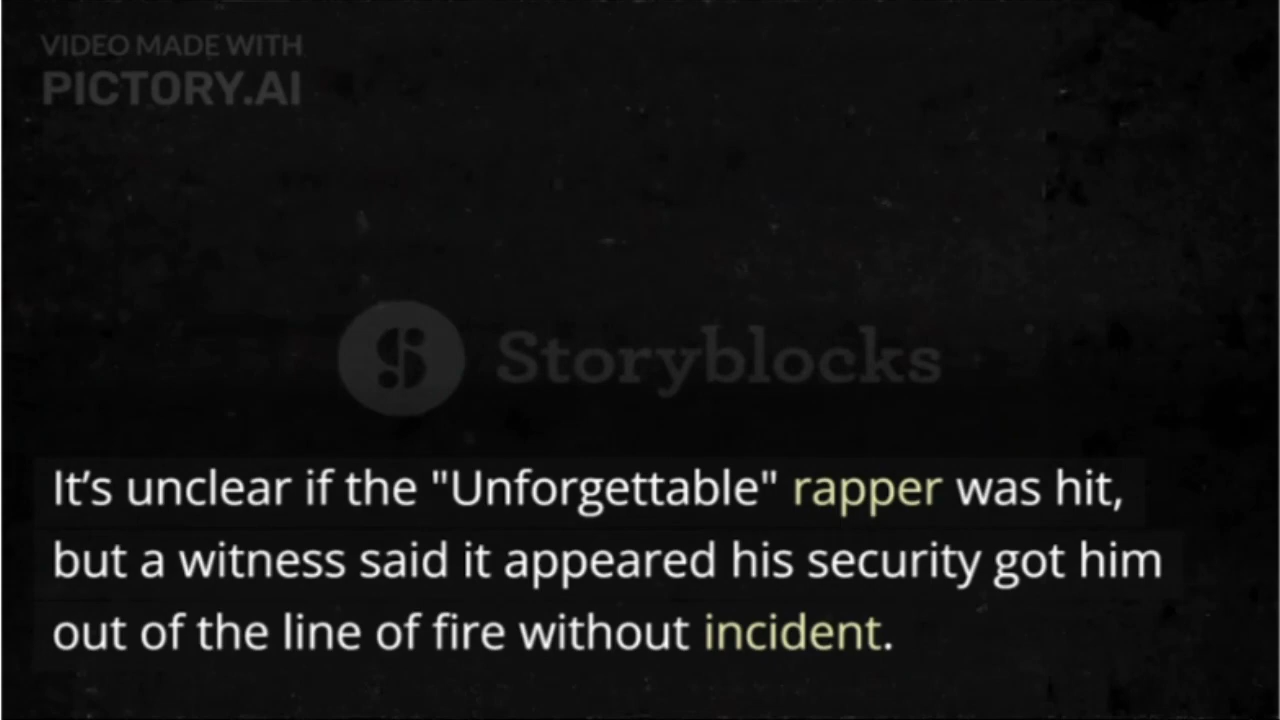 VIDEO MADE WITH
PICTORY.AI
Storyblocks
It’s unclear if the "Unforgettable" rapper was hit,
but a witness said it appeared his security got him
out of the line of fire without incident.